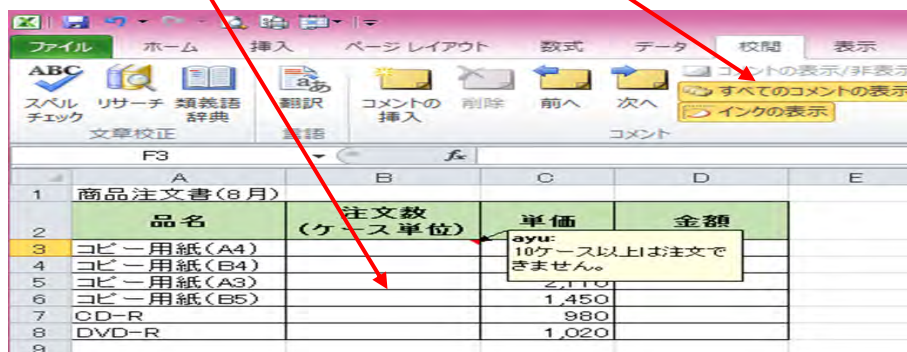 ファイル ホーム 挿入 ページ レイアウト 数式 データ 校閲 表示
ABC
スペル チェック リサーチ 類義語 辞典 翻訳 コメントの 挿入 削除 前へ 次へ
コメントの表示/非表示
すべてのコメントの表示
インクの表示
文章校正 言語 コメント
F3 fx
A B C D E
1 商品注文書(8月)
2 品名 注文数 (ケース単位) 単価 金額
3 コピー用紙(A4)
4 コピー用紙(B4)
5 コピー用紙(A3) 2,110
6 コピー用紙(B5) 1,450
7 CD-R 980
8 DVD-R 1,020
9
ayu:
10ケース以上は注文で
きません。